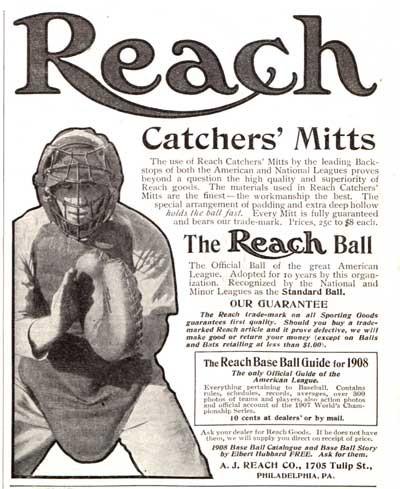 Reach
Catchers' Mitts
The use of Reach Catchers' Mitts by the leading Back-
stops of both the American and National Leagues proves
beyond a question the high quality and superiority of
Reach goods. The materials used in Reach Catchers'
Mitts are the finest—the workmanship the best. The
special arrangement of padding and extra deep hollow
holds the ball fast. Every Mitt is fully guaranteed
and bears our trade-mark. Prices, 25c to $8 each.
The Reach Ball
The Official Ball of the great American
League. Adopted for 10 years by this organ-
ization. Recognized by the National and
Minor Leagues as the Standard Ball.
OUR GUARANTEE
The Reach trade-mark on all Sporting Goods
guarantees first quality. Should you buy a trade-
marked Reach article and it prove defective, we will
make good or return your money (except on Balls
and Bats retailing at less than $1.00).
The Reach Base Ball Guide for 1908
The only Official Guide of the
American League.
Everything pertaining to Baseball. Contains
rules, schedules, records, averages, over 300
photos of teams and players, also action photos
and official account of the 1907 World's Cham-
pionship Series.
10 cents at dealers' or by mail.
Ask your dealer for Reach Goods. If he does not have
them, we will supply you direct on receipt of price.
1908 Base Ball Catalogue and Base Ball Story
by Elbert Hubbard FREE. Ask for them.
A. J. REACH CO., 1705 Tulip St.,
PHILADELPHIA, PA.